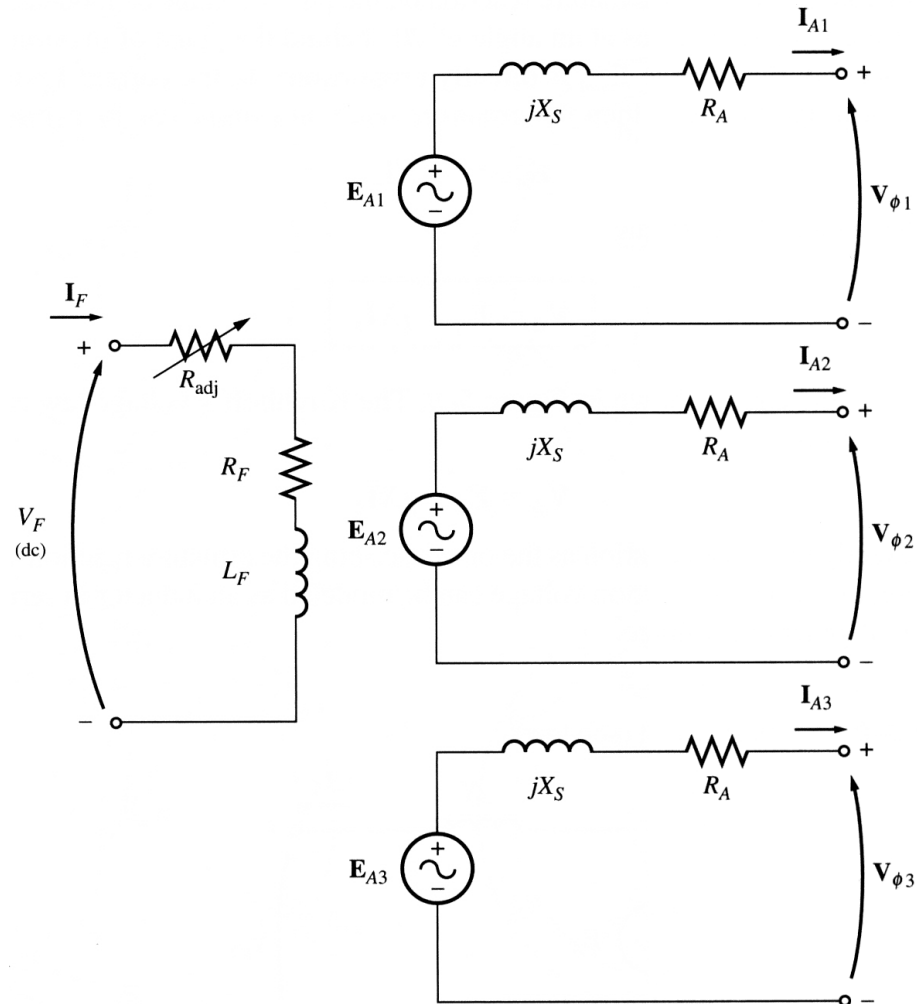 I_A1
+
jX_S
R_A
+
−
E_A1
V_ϕ1
−
I_F
+
R_adj
R_F
V_F
(dc)
L_F
−
I_A2
+
jX_S
R_A
+
−
E_A2
V_ϕ2
−
I_A3
+
jX_S
R_A
+
−
E_A3
V_ϕ3
−